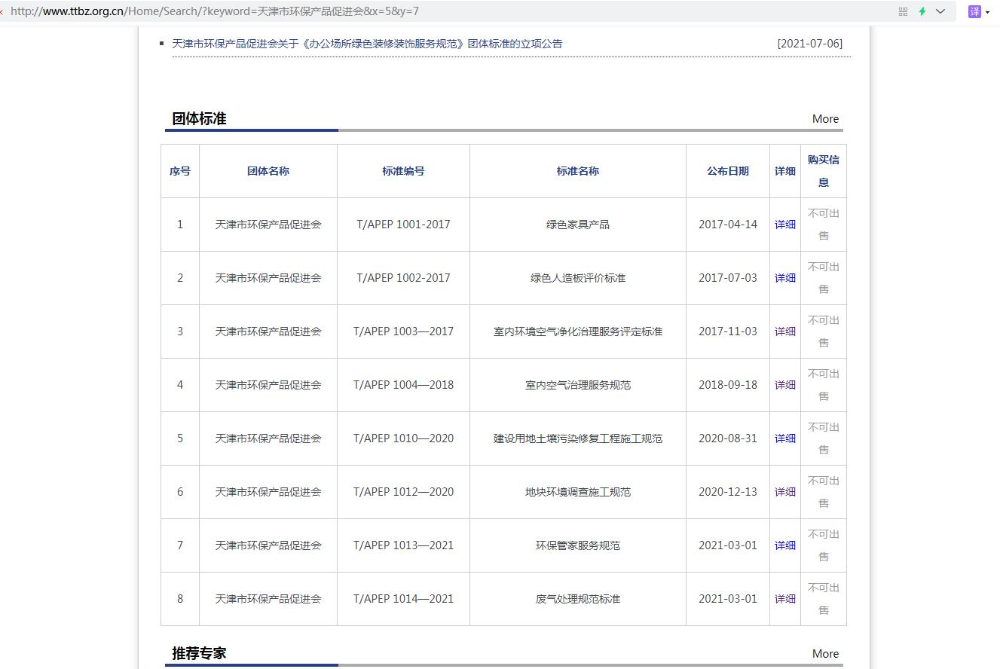 http://www.ttbz.org.cn/Home/Search/?keyword=天津市环保产品促进会&x=5&y=7
译
天津市环保产品促进会关于《办公场所绿色装修装饰服务规范》团体标准的立项公告 [2021-07-06]
团体标准 More
序号 团体名称 标准编号 标准名称 公布日期 详细 购买信息
1 天津市环保产品促进会 T/APEP 1001-2017 绿色家具产品 2017-04-14 详细 不可出售
2 天津市环保产品促进会 T/APEP 1002-2017 绿色人造板评价标准 2017-07-03 详细 不可出售
3 天津市环保产品促进会 T/APEP 1003—2017 室内环境空气净化治理服务评定标准 2017-11-03 详细 不可出售
4 天津市环保产品促进会 T/APEP 1004—2018 室内空气治理服务规范 2018-09-18 详细 不可出售
5 天津市环保产品促进会 T/APEP 1010—2020 建设用地土壤污染修复工程施工规范 2020-08-31 详细 不可出售
6 天津市环保产品促进会 T/APEP 1012—2020 地块环境调查施工规范 2020-12-13 详细 不可出售
7 天津市环保产品促进会 T/APEP 1013—2021 环保管家服务规范 2021-03-01 详细 不可出售
8 天津市环保产品促进会 T/APEP 1014—2021 废气处理规范标准 2021-03-01 详细 不可出售
推荐专家 More